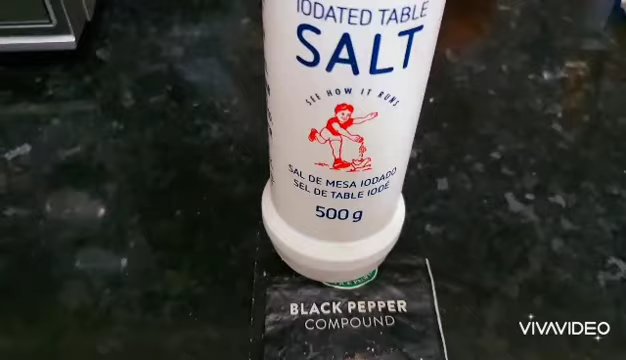 IODATED TABLE
SALT
SEE HOW IT RUNS
SAL DE MESA IODADO
SEL DE TABLE IODÉ
500 g
BLACK PEPPER
COMPOUND
VIVAVIDEO